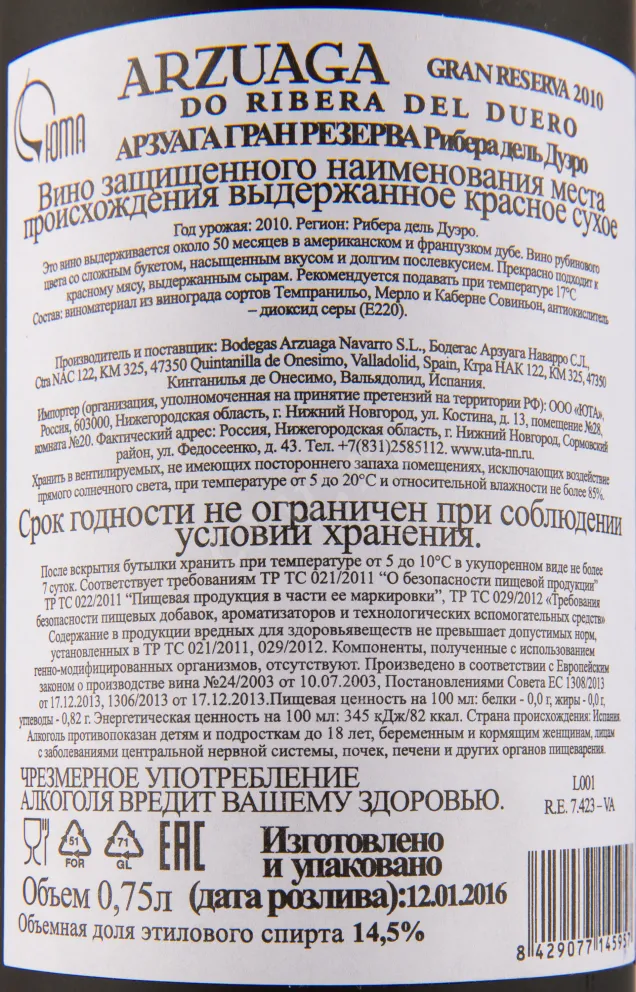 ARZUAGA
GRAN RESERVA 2010
DO RIBERA DEL DUERO
ЮТА
АРЗУАГА ГРАН РЕЗЕРВА Рибера дель Дуэро
Вино защищенного наименования места
происхождения выдержанное красное сухое
Год урожая: 2010. Регион: Рибера дель Дуэро.
Это вино выдерживается около 50 месяцев в американском и французком дубе. Вино рубинового
цвета со сложным букетом, насыщенным вкусом и долгим послевкусием. Прекрасно подходит к
красному мясу, выдержанным сырам. Рекомендуется подавать при температуре 17°C
Состав: виноматериал из винограда сортов Темпранильо, Мерло и Каберне Совиньон, антиокислитель
– диоксид серы (E220).
Производитель и поставщик: Bodegas Arzuaga Navarro S.L., Бодегас Арзуага Наварро С.Л.,
Ctra NAC 122, KM 325, 47350 Quintanilla de Onesimo, Valladolid, Spain, Ктра НАК 122, КМ 325, 47350
Кинтанилья до Онесимо, Вальядолид, Испания.
Импортер (организация, уполномоченная на принятие претензий на территории РФ): ООО «ЮТА»,
Россия, 603000, Нижегородская область, г. Нижний Новгород, ул. Костина, д. 13, помещение №28,
комната №20. Фактический адрес: Россия, Нижегородская область, г. Нижний Новгород, Сормовский
район, ул. Федосеенко, д. 43. Тел. +7(831)2585112. www.uta-nn.ru.
Хранить в вентилируемых, не имеющих постороннего запаха помещениях, исключающих воздействие
прямого солнечного света, при температуре от 5 до 20°C и относительной влажности не более 85%.
Срок годности не ограничен при соблюдении
условий хранения.
После вскрытия бутылки хранить при температуре от 5 до 10°C в укупоренном виде не более
7 суток. Соответствует требованиям ТР ТС 021/2011 “О безопасности пищевой продукции”
ТР ТС 022/2011 “Пищевая продукция в части ее маркировки”, ТР ТС 029/2012 «Требования
безопасности пищевых добавок, ароматизаторов и технологических вспомогательных средств»
Содержание в продукции вредных для здоровьявеществ не превышает допустимых норм,
установленных в ТР ТС 021/2011, 029/2012. Компоненты, полученные с использованием
генно-модифицированных организмов, отсутствуют. Произведено в соответствии с Европейским
законом о производстве вина №24/2003 от 10.07.2003, Постановлениями Совета ЕС 1308/2013
от 17.12.2013, 1306/2013 от 17.12.2013.Пищевая ценность на 100 мл: белки - 0,0 г, жиры - 0,0 г,
углеводы - 0,82 г. Энергетическая ценность на 100 мл: 345 кДж/82 ккал. Страна происхождения: Испания.
Алкоголь противопоказан детям и подросткам до 18 лет, беременным и кормящим женщинам, лицам
с заболеваниями центральной нервной системы, почек, печени и других органов пищеварения.
ЧРЕЗМЕРНОЕ УПОТРЕБЛЕНИЕ
АЛКОГОЛЯ ВРЕДИТ ВАШЕМУ ЗДОРОВЬЮ.
L001
R.E. 7.423-VA
51
FOR
71
GL
EAC
Изготовлено
и упаковано
Объем 0,75л (дата розлива):12.01.2016
Объемная доля этилового спирта 14,5%
8 429077 145957